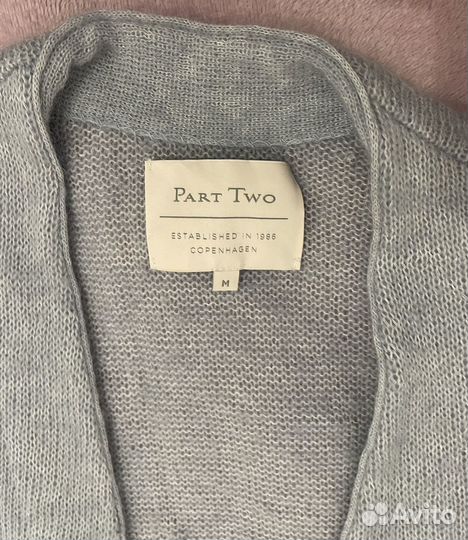 PART TWO
ESTABLISHED IN 1986
COPENHAGEN
M
Avito